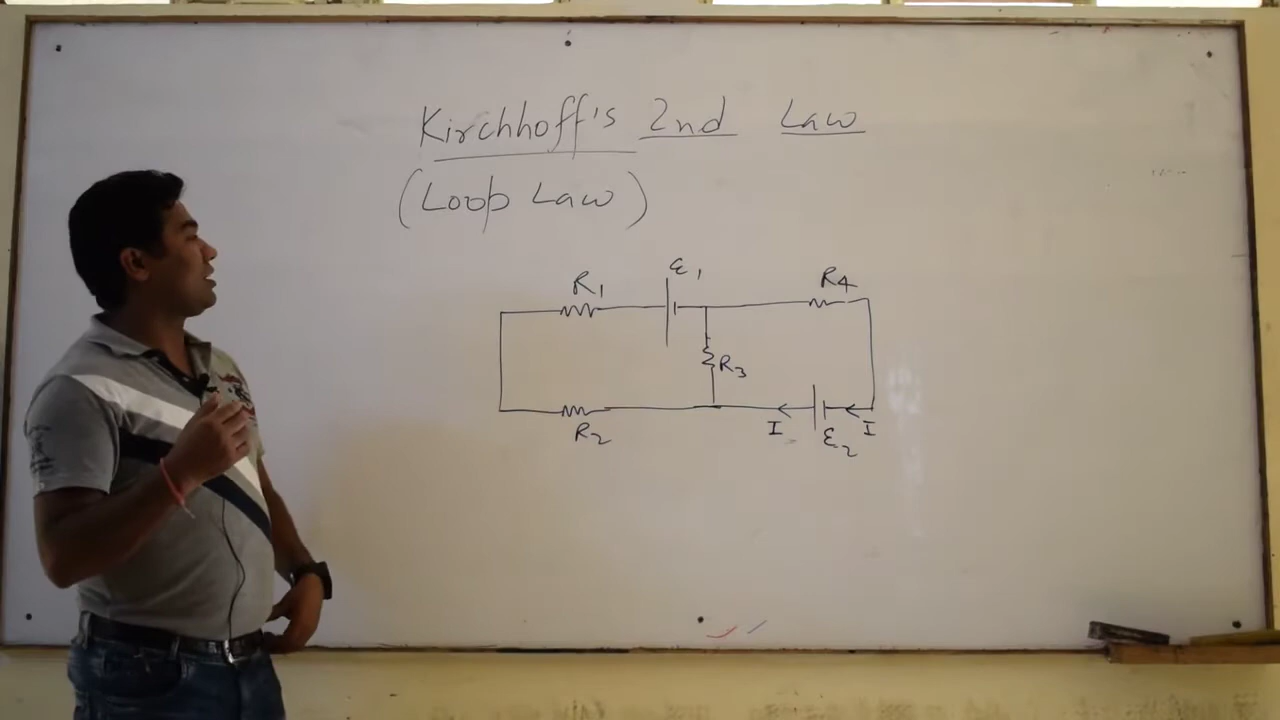 Kirchhoff's 2nd Law
(Loop Law)
ε₁
R₁
R₄
R₃
R₂
I
ε₂
I